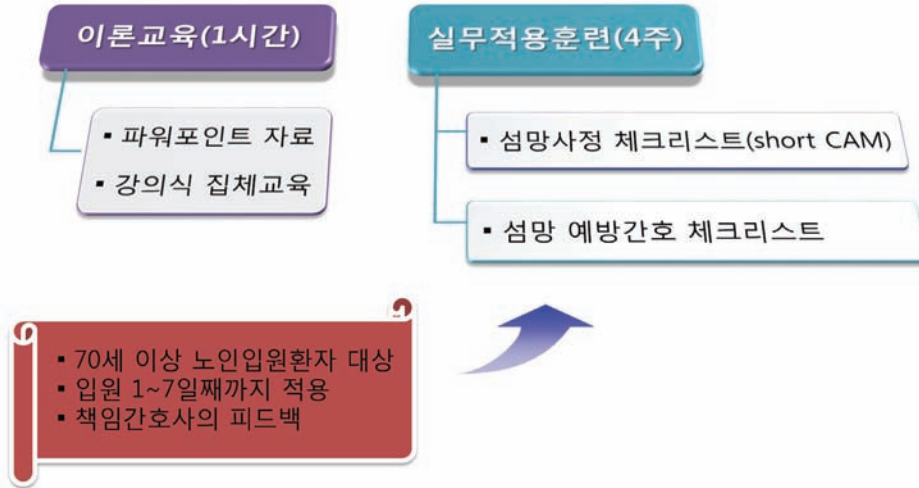 이론교육(1시간)
▪ 파워포인트 자료
▪ 강의식 집체교육
실무적용훈련(4주)
▪ 섬망사정 체크리스트(short CAM)
▪ 섬망 예방간호 체크리스트
▪ 70세 이상 노인입원환자 대상
▪ 입원 1~7일째까지 적용
▪ 책임간호사의 피드백